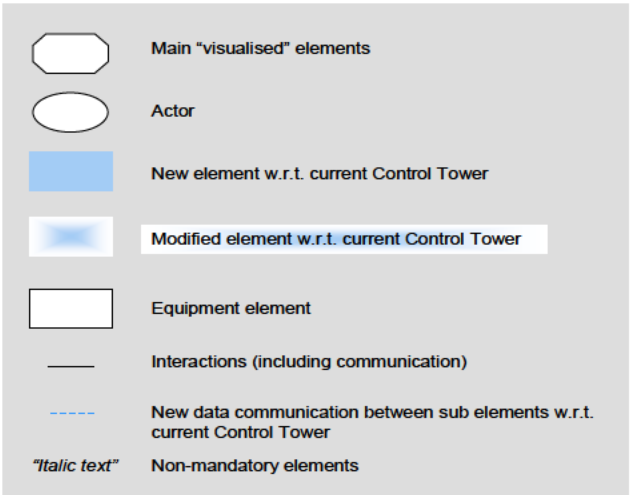 Main “visualised” elements
Actor
New element w.r.t. current Control Tower
Modified element w.r.t. current Control Tower
Equipment element
Interactions (including communication)
New data communication between sub elements w.r.t.
current Control Tower
“Italic text” Non-mandatory elements